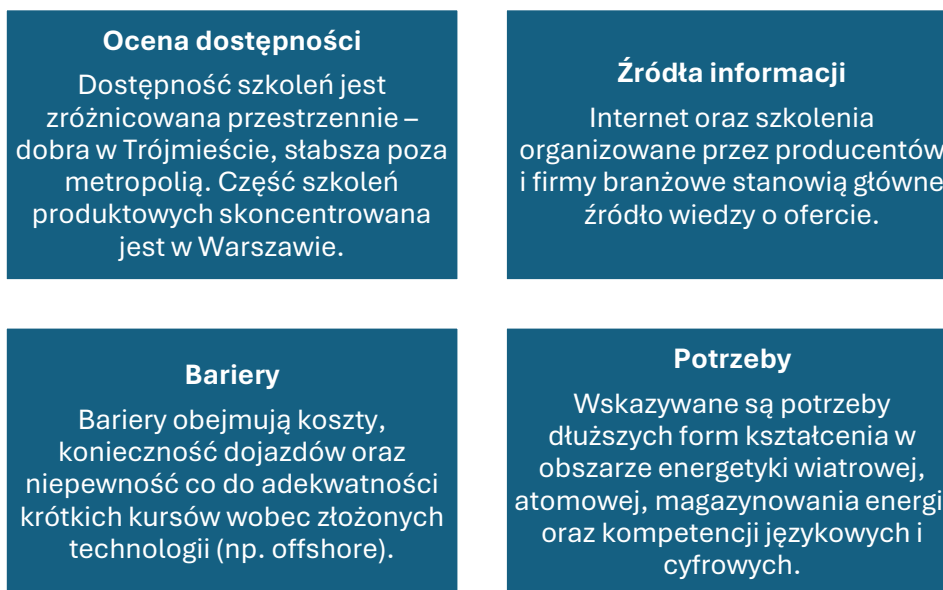 Ocena dostępności
Dostępność szkoleń jest
zróżnicowana przestrzennie –
dobra w Trójmieście, słabsza poza
metropolią. Część szkoleń
produktowych skoncentrowana
jest w Warszawie.
Źródła informacji
Internet oraz szkolenia
organizowane przez producentów
i firmy branżowe stanowią główne
źródło wiedzy o ofercie.
Bariery
Bariery obejmują koszty,
konieczność dojazdów oraz
niepewność co do adekwatności
krótkich kursów wobec złożonych
technologii (np. offshore).
Potrzeby
Wskazywane są potrzeby
dłuższych form kształcenia w
obszarze energetyki wiatrowej,
atomowej, magazynowania energi
oraz kompetencji językowych i
cyfrowych.